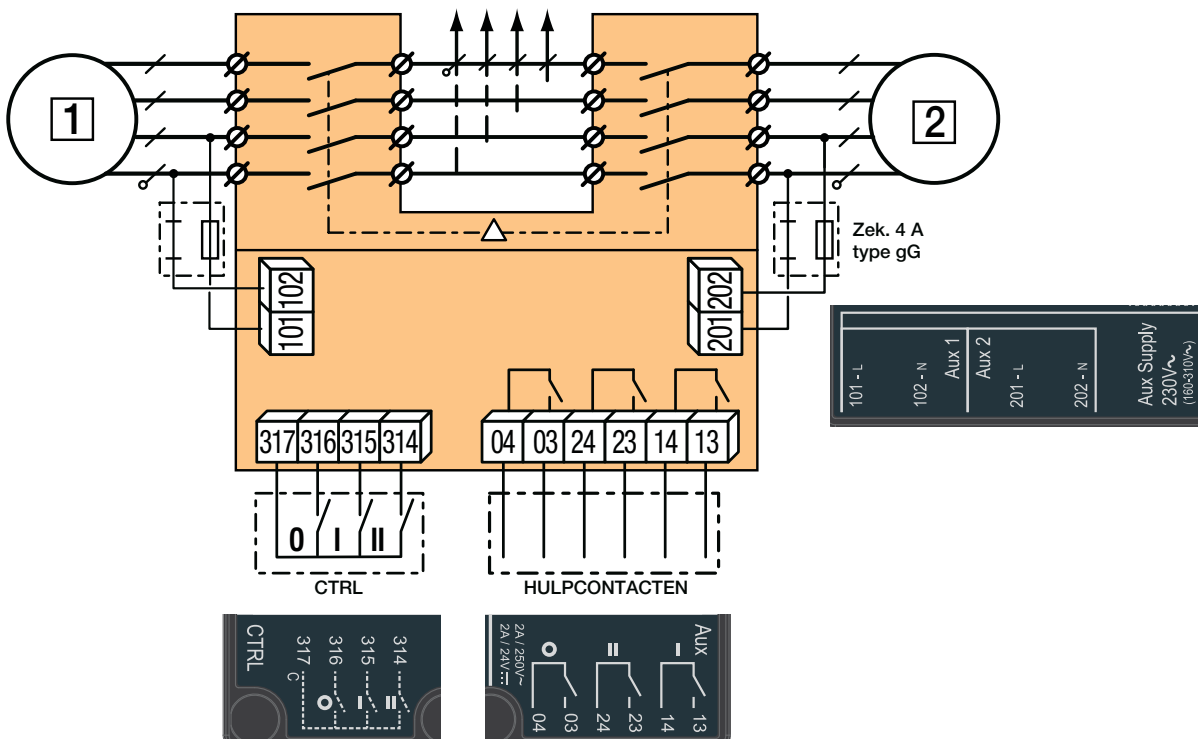 1
2
Zek. 4 A
type gG
102
101
202
201
317 316 315 314
04 03 24 23 14 13
O I II
CTRL
HULPCONTACTEN
101 - L
102 - N
Aux 1
Aux 2
201 - L
202 - N
Aux Supply
230V~
(160-310V~)
CTRL
317
316
315
314
C
O
I
II
2A / 250V~
2A / 24V⎓
Aux
O
II
I
04
03
24
23
14
13